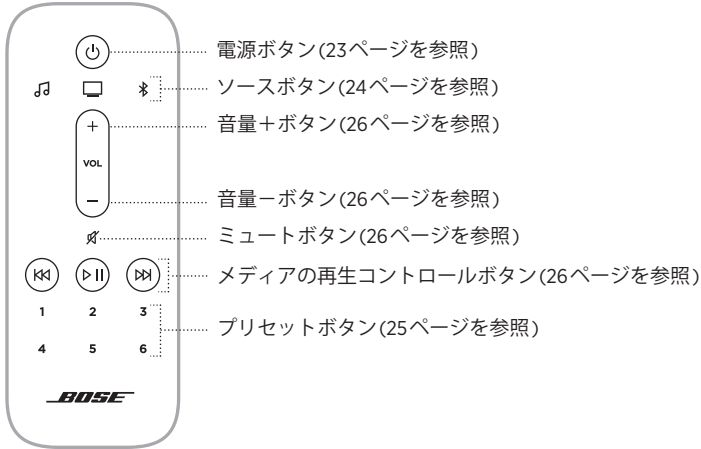 電源ボタン(23ページを参照)
ソースボタン(24ページを参照)
音量＋ボタン(26ページを参照)
VOL
音量－ボタン(26ページを参照)
ミュートボタン(26ページを参照)
メディアの再生コントロールボタン(26ページを参照)
1 2 3
プリセットボタン(25ページを参照)
4 5 6
BOSE